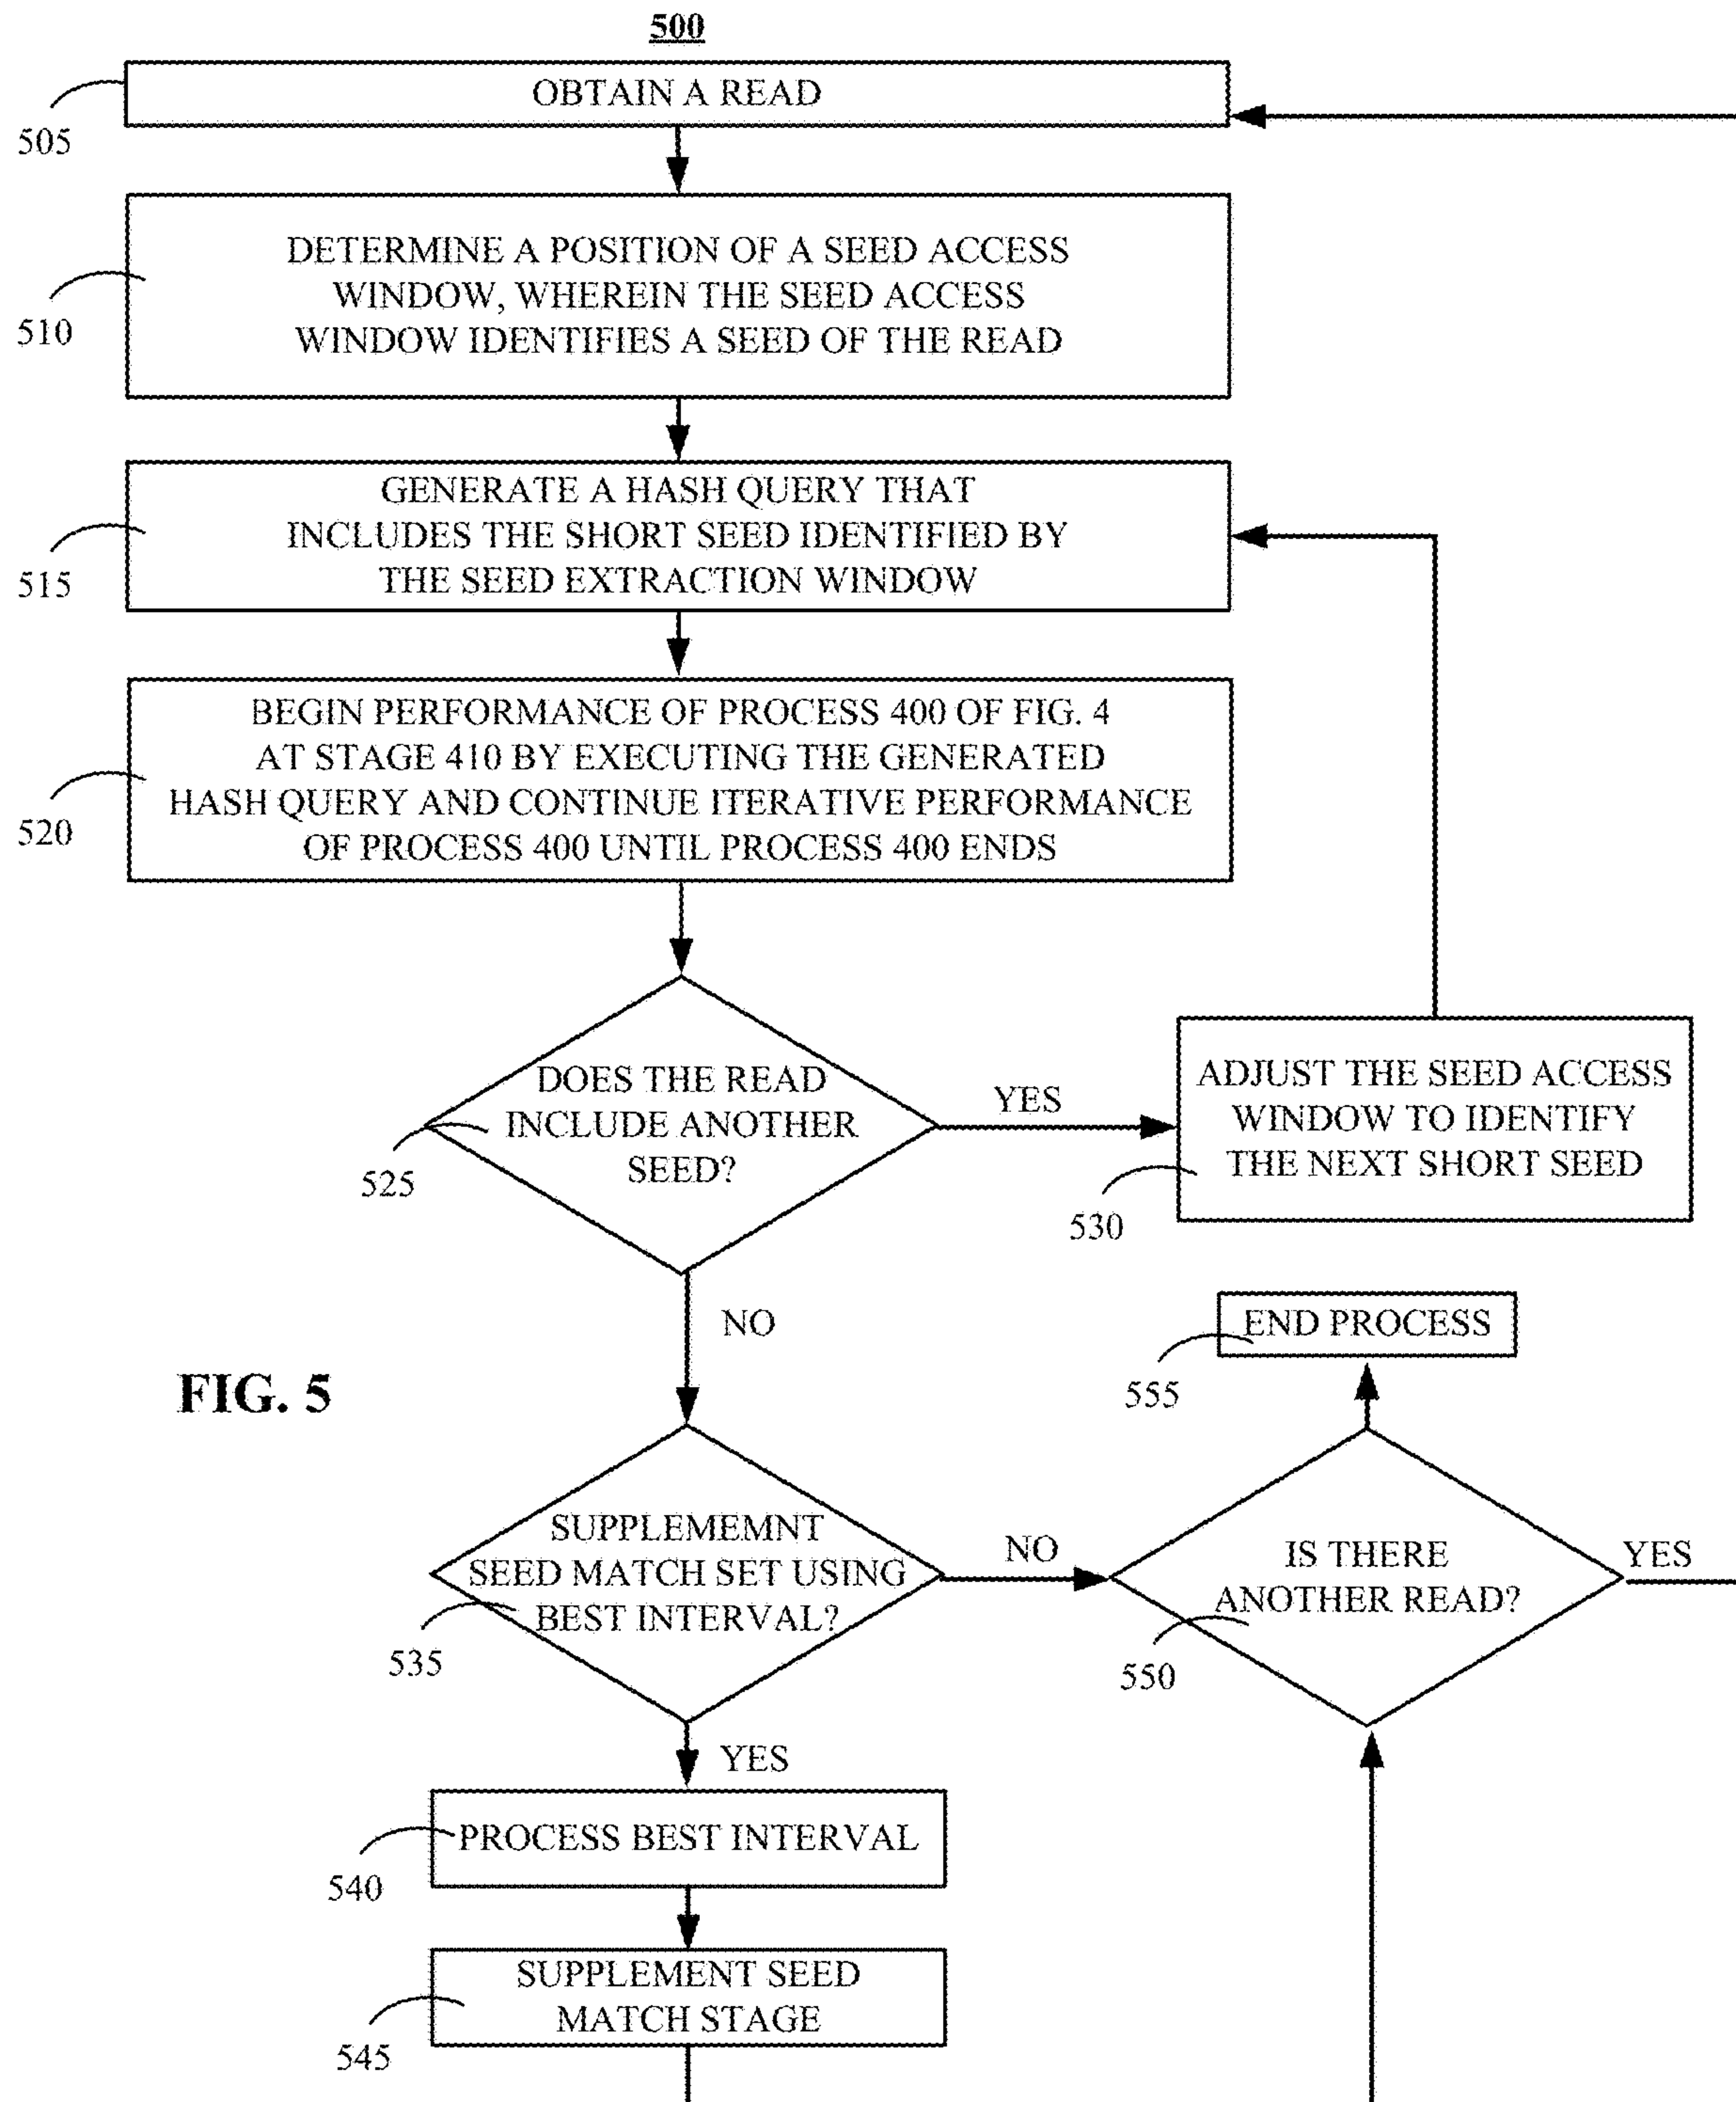 500
OBTAIN A READ
505
DETERMINE A POSITION OF A SEED ACCESS
WINDOW, WHEREIN THE SEED ACCESS
WINDOW IDENTIFIES A SEED OF THE READ
510
GENERATE A HASH QUERY THAT
INCLUDES THE SHORT SEED IDENTIFIED BY
THE SEED EXTRACTION WINDOW
515
BEGIN PERFORMANCE OF PROCESS 400 OF FIG. 4
AT STAGE 410 BY EXECUTING THE GENERATED
HASH QUERY AND CONTINUE ITERATIVE PERFORMANCE
OF PROCESS 400 UNTIL PROCESS 400 ENDS
520
DOES THE READ
INCLUDE ANOTHER
SEED?
525
YES
ADJUST THE SEED ACCESS
WINDOW TO IDENTIFY
THE NEXT SHORT SEED
530
NO
END PROCESS
555
FIG. 5
SUPPLEMEMNT
SEED MATCH SET USING
BEST INTERVAL?
535
NO
IS THERE
ANOTHER READ?
550
YES
YES
PROCESS BEST INTERVAL
540
SUPPLEMENT SEED
MATCH STAGE
545